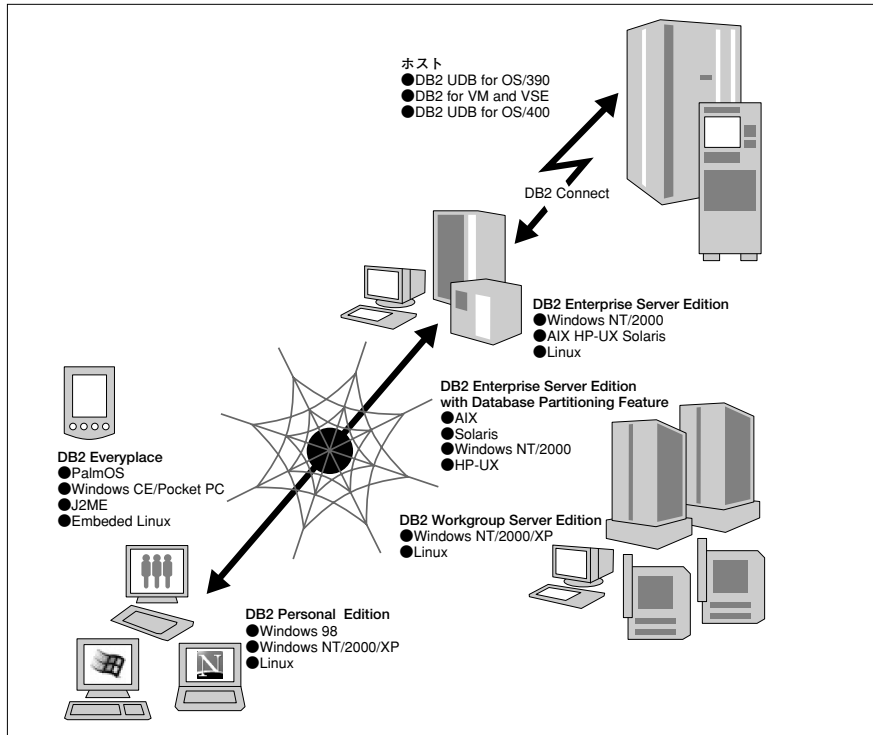 ホスト
●DB2 UDB for OS/390
●DB2 for VM and VSE
●DB2 UDB for OS/400
DB2 Connect
DB2 Enterprise Server Edition
●Windows NT/2000
●AIX HP-UX Solaris
●Linux
DB2 Enterprise Server Edition
with Database Partitioning Feature
●AIX
●Solaris
●Windows NT/2000
●HP-UX
DB2 Everyplace
●PalmOS
●Windows CE/Pocket PC
●J2ME
●Embeded Linux
DB2 Workgroup Server Edition
●Windows NT/2000/XP
●Linux
DB2 Personal Edition
●Windows 98
●Windows NT/2000/XP
●Linux
N